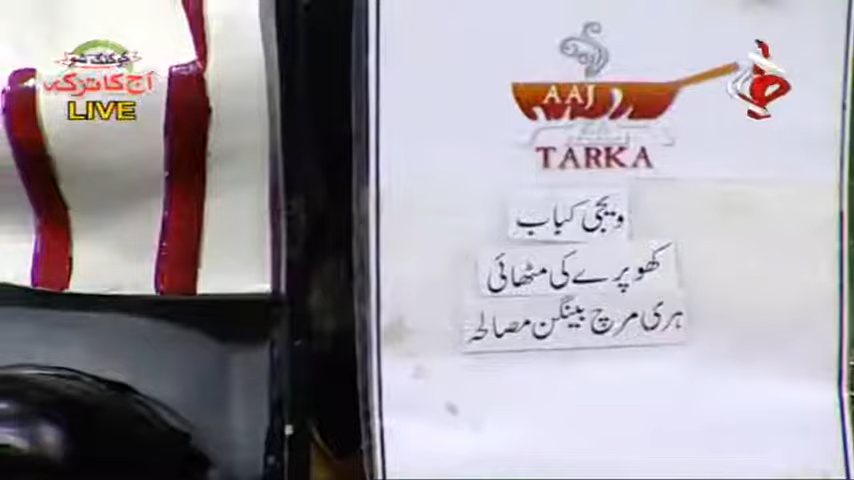 کوکنگ شو
آج کا تڑکہ
LIVE
AAJ
TARKA
ویجی کباب
کھوپرے کی مٹھائی
ہری مرچ بینگن مصالحہ